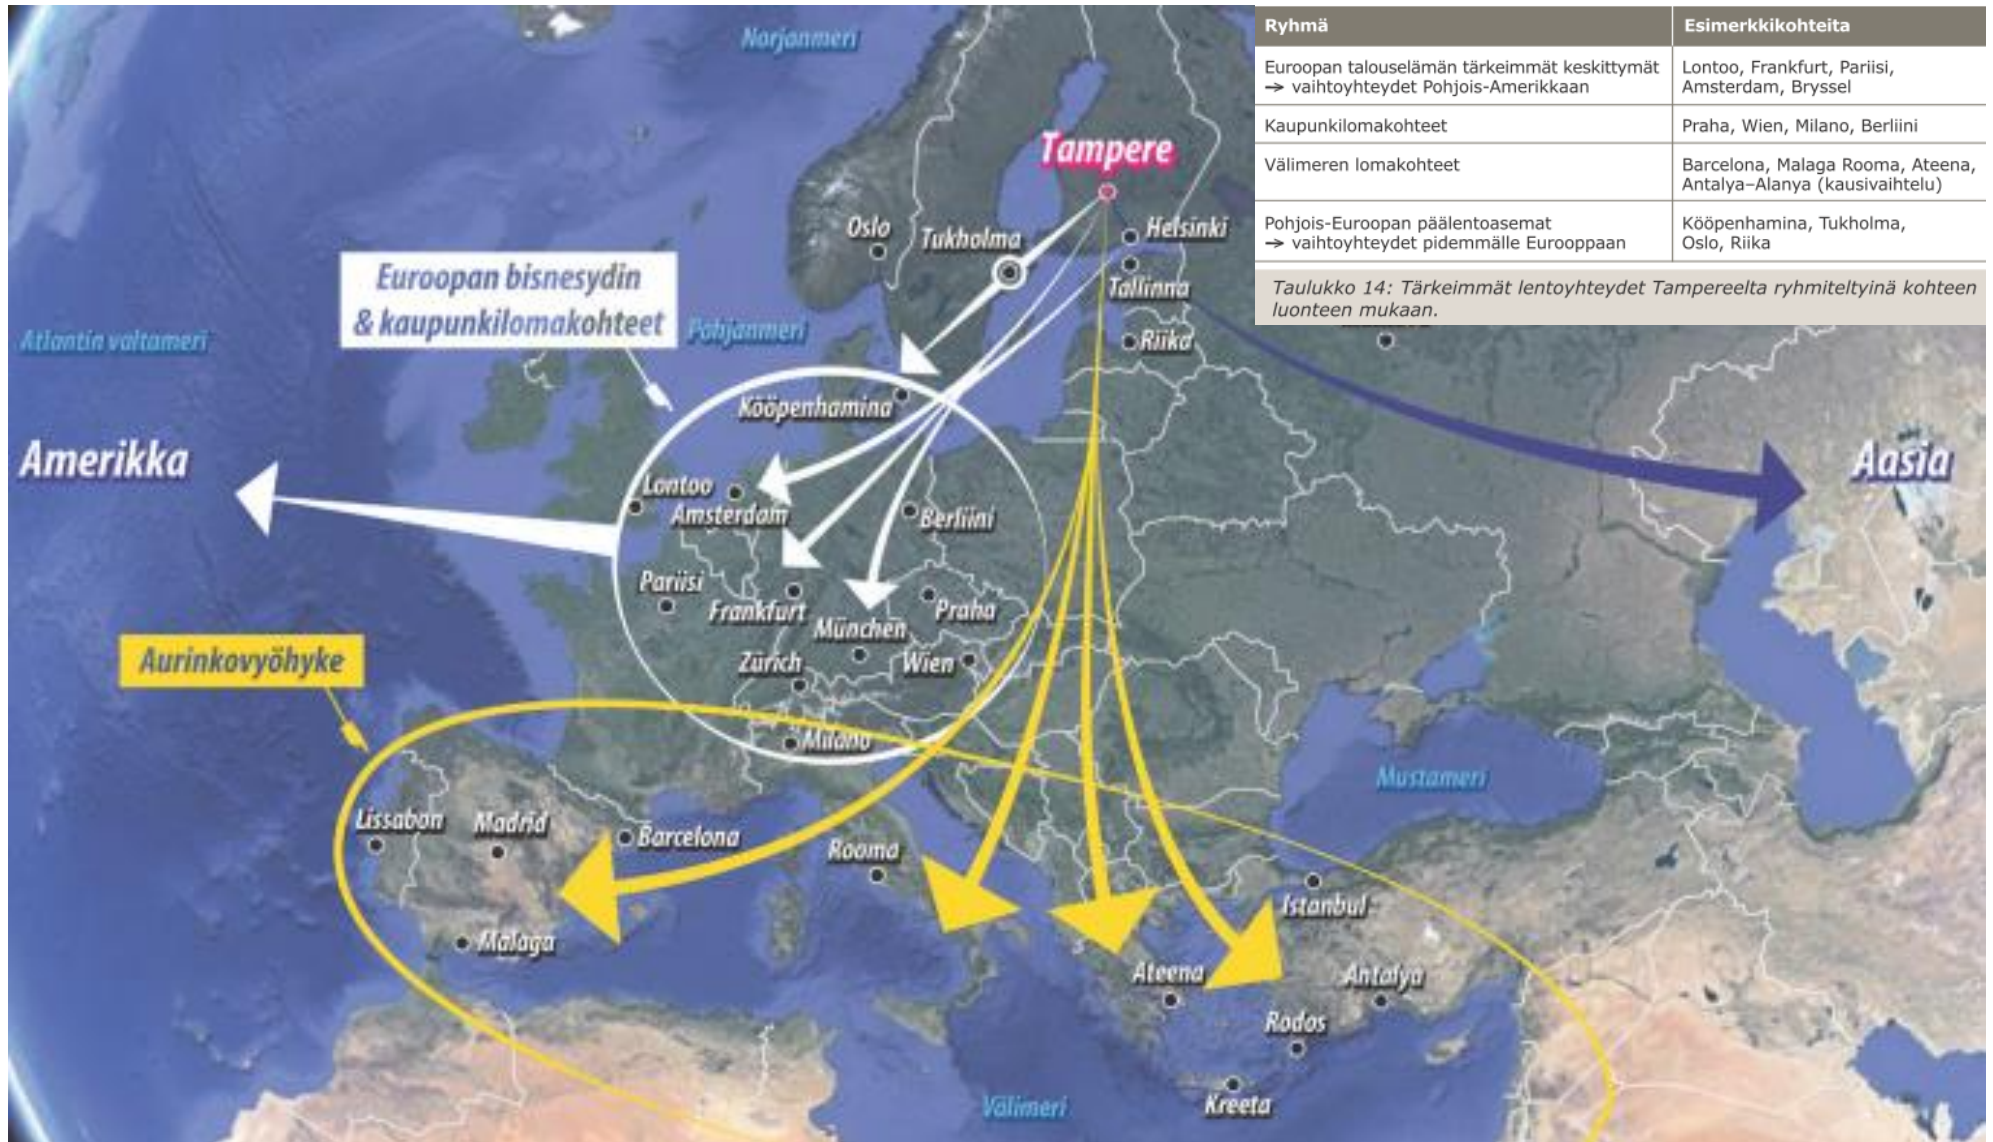 Norjanmeri
Tampere
Oslo
Tukholma
Helsinki
Tallinna
Riika
Euroopan bisnesydin
& kaupunkilomakohteet
Pohjanmeri
Atlantin valtameri
Kööpenhamina
Amerikka
Aasia
Lontoo
Amsterdam
Berliini
Pariisi
Frankfurt
Praha
München
Zürich
Wien
Aurinkovyöhyke
Milano
Mustameri
Lissabon
Madrid
Barcelona
Rooma
Malaga
Istanbul
Ateena
Antalya
Rodos
Kreeta
Välimeri
Ryhmä Esimerkkikohteita
Euroopan talouselämän tärkeimmät keskittymät Lontoo, Frankfurt, Pariisi,
→ vaihtoyhteydet Pohjois-Amerikkaan Amsterdam, Bryssel
Kaupunkilomakohteet Praha, Wien, Milano, Berliini
Välimeren lomakohteet Barcelona, Malaga Rooma, Ateena,
Antalya–Alanya (kausivaihtelu)
Pohjois-Euroopan päälentoasemat Kööpenhamina, Tukholma,
→ vaihtoyhteydet pidemmälle Eurooppaan Oslo, Riika
Taulukko 14: Tärkeimmät lentoyhteydet Tampereelta ryhmiteltyinä kohteen
luonteen mukaan.